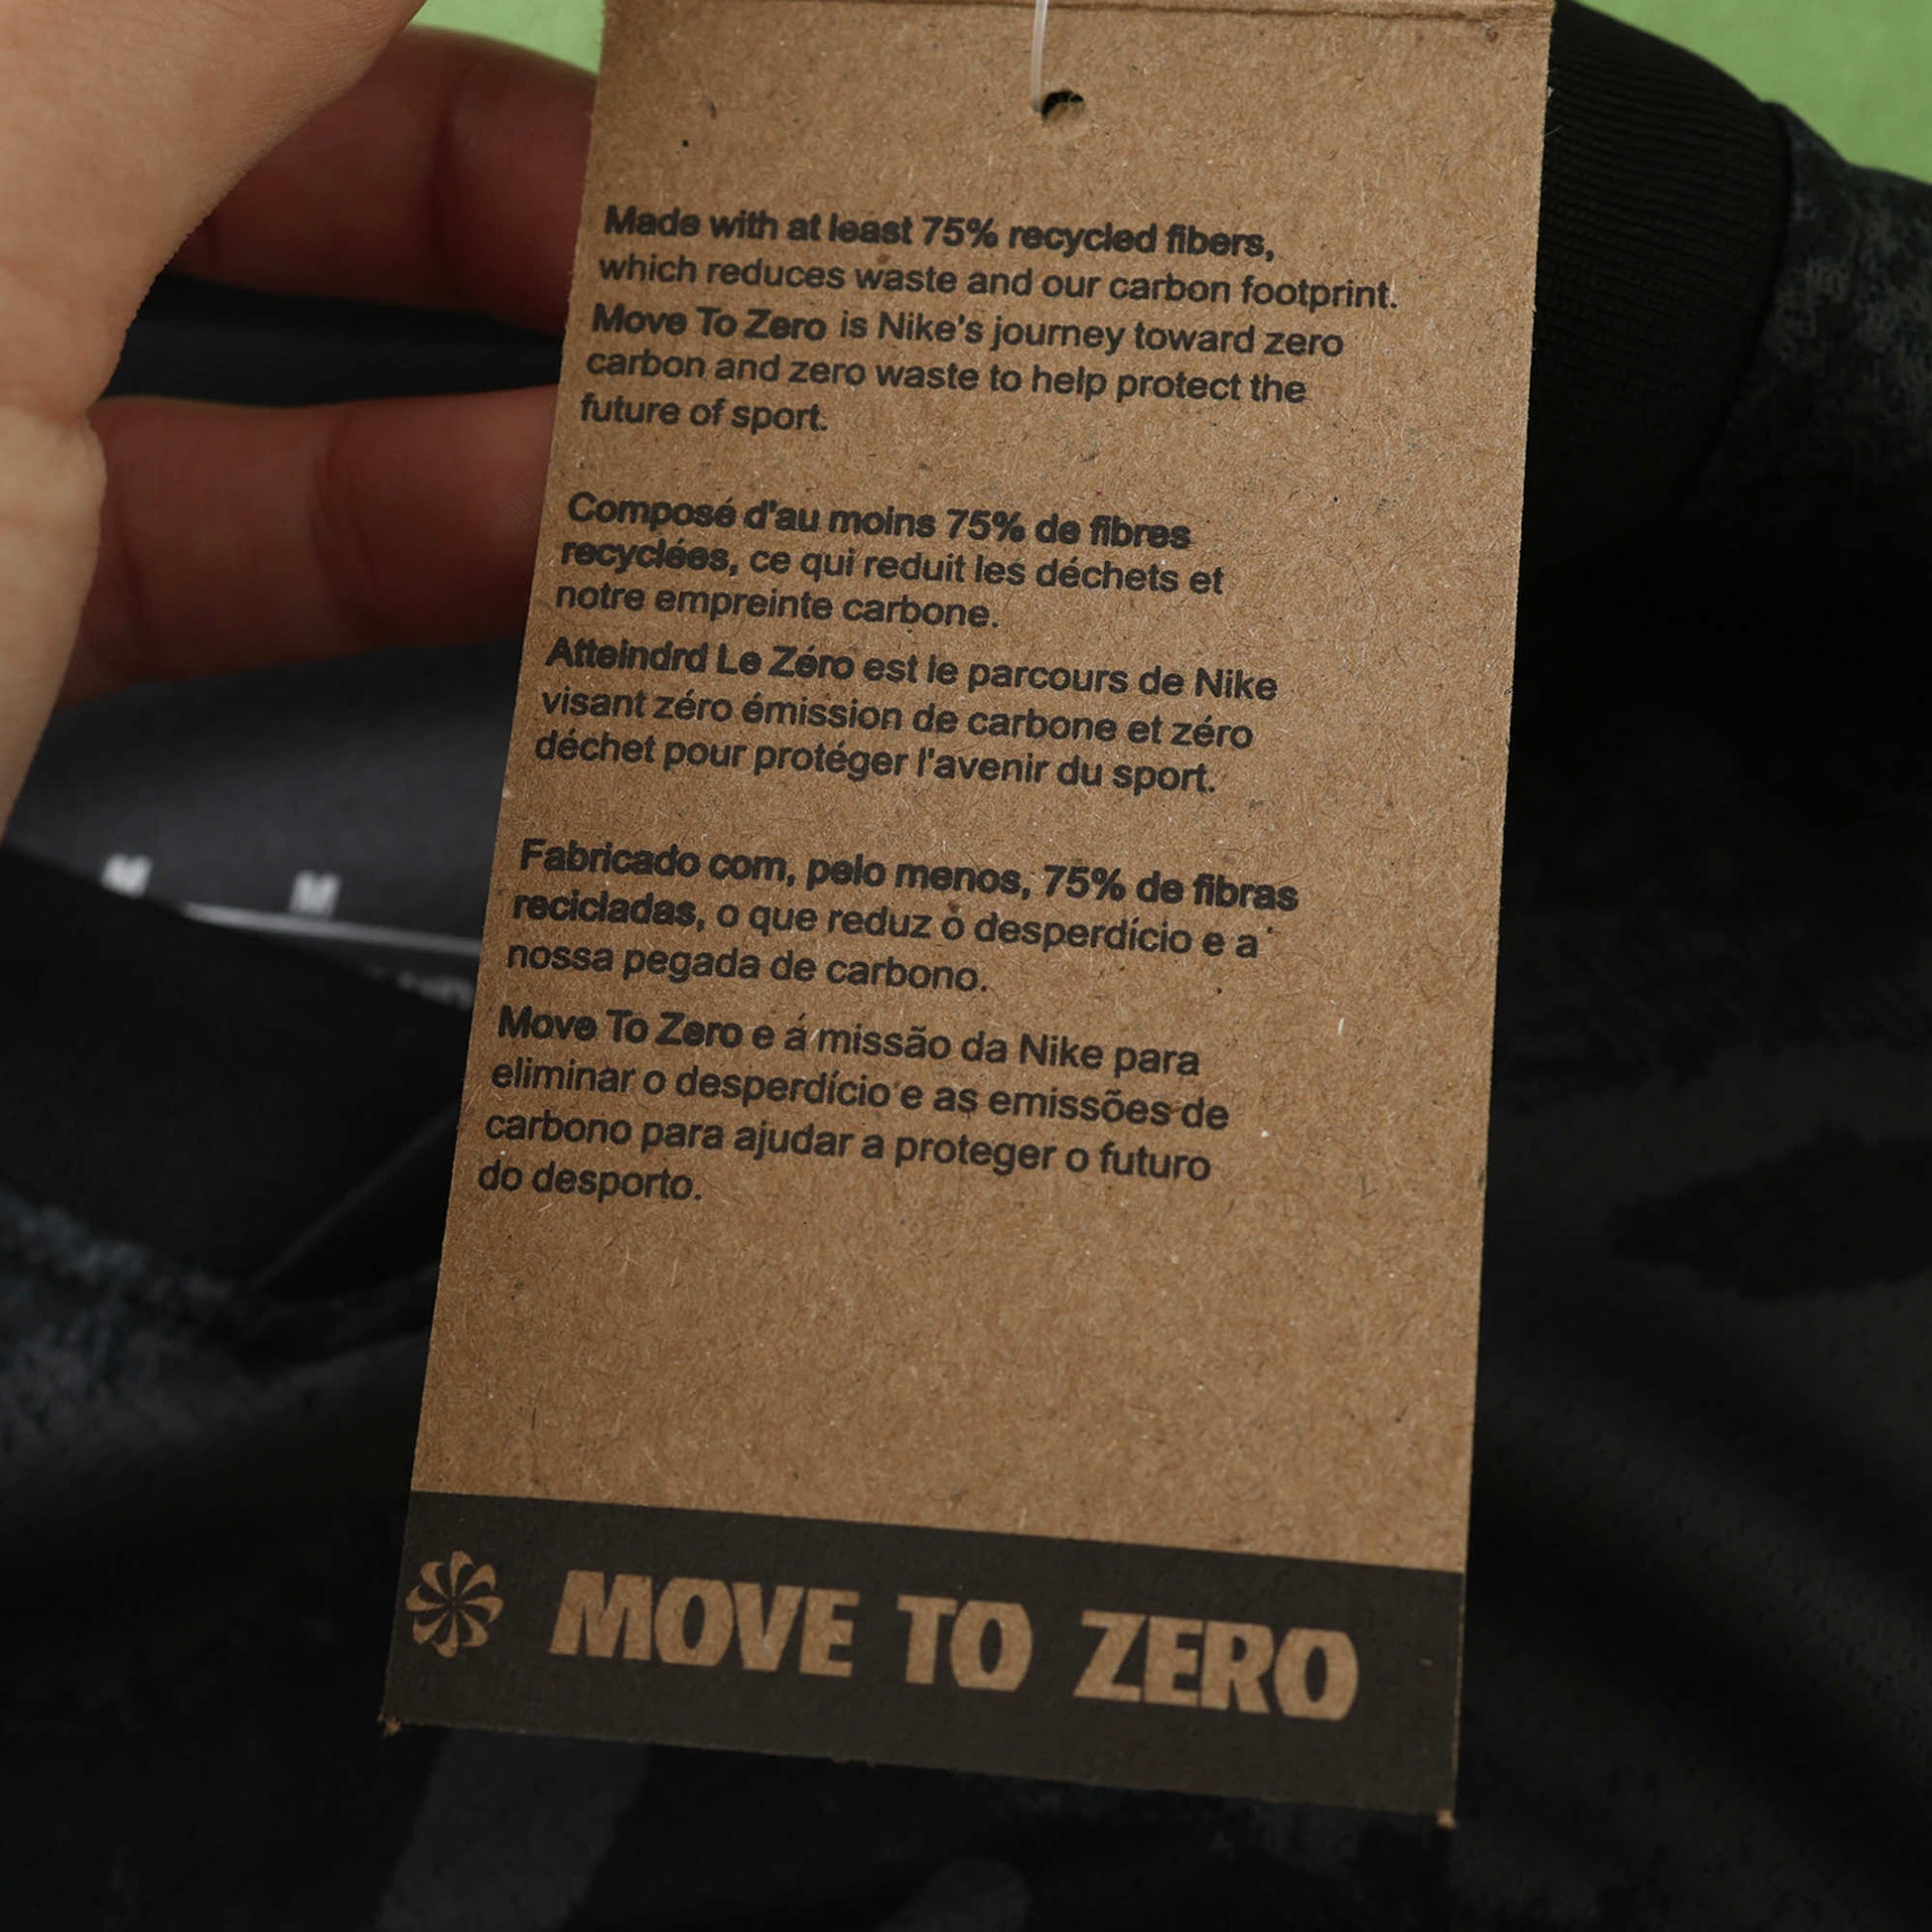 Made with at least 75% recycled fibers,
which reduces waste and our carbon footprint.
Move To Zero is Nike's journey toward zero
carbon and zero waste to help protect the
future of sport.
Composé d'au moins 75% de fibres
recyclées, ce qui reduit les déchets et
notre empreinte carbone.
Atteindrd Le Zéro est le parcours de Nike
visant zéro émission de carbone et zéro
déchet pour protéger l'avenir du sport.
Fabricado com, pelo menos, 75% de fibras
recicladas, o que reduz o desperdício e a
nossa pegada de carbono.
Move To Zero e á missão da Nike para
eliminar o desperdício e as emissões de
carbono para ajudar a proteger o futuro
do desporto.
MOVE TO ZERO
M M